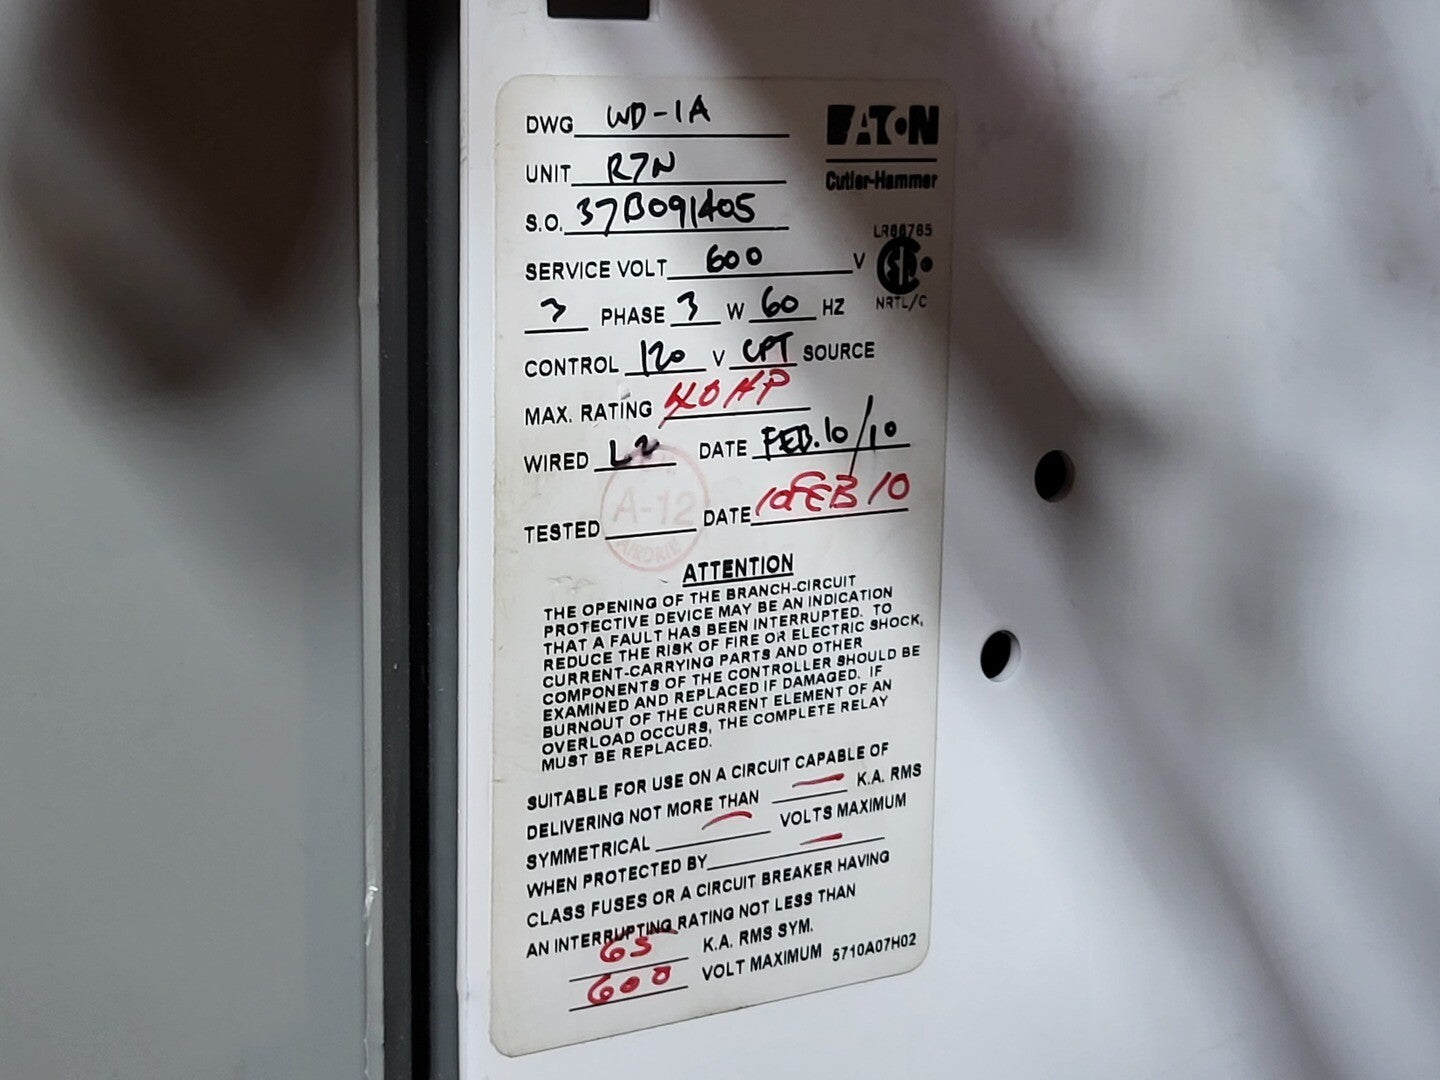 DWG WD-1A
EATON
Cutler-Hammer
UNIT R7N
S.O. 37B091405
LR66785
SERVICE VOLT 600 V
NRTL/C
3 PHASE 3 W 60 HZ
CONTROL 120 V CPT SOURCE
MAX. RATING 40 HP
WIRED DATE FEB. 10/10
A-12
AIRDRIE
TESTED DATE 10FEB10
ATTENTION
THE OPENING OF THE BRANCH-CIRCUIT
PROTECTIVE DEVICE MAY BE AN INDICATION
THAT A FAULT HAS BEEN INTERRUPTED. TO
REDUCE THE RISK OF FIRE OR ELECTRIC SHOCK,
CURRENT-CARRYING PARTS AND OTHER
COMPONENTS OF THE CONTROLLER SHOULD BE
EXAMINED AND REPLACED IF DAMAGED. IF
BURNOUT OF THE CURRENT ELEMENT OF AN
OVERLOAD OCCURS, THE COMPLETE RELAY
MUST BE REPLACED.
SUITABLE FOR USE ON A CIRCUIT CAPABLE OF
DELIVERING NOT MORE THAN — K.A. RMS
SYMMETRICAL — VOLTS MAXIMUM
WHEN PROTECTED BY —
CLASS FUSES OR A CIRCUIT BREAKER HAVING
AN INTERRUPTING RATING NOT LESS THAN
65 K.A. RMS SYM.
600 VOLT MAXIMUM 5710A07H02